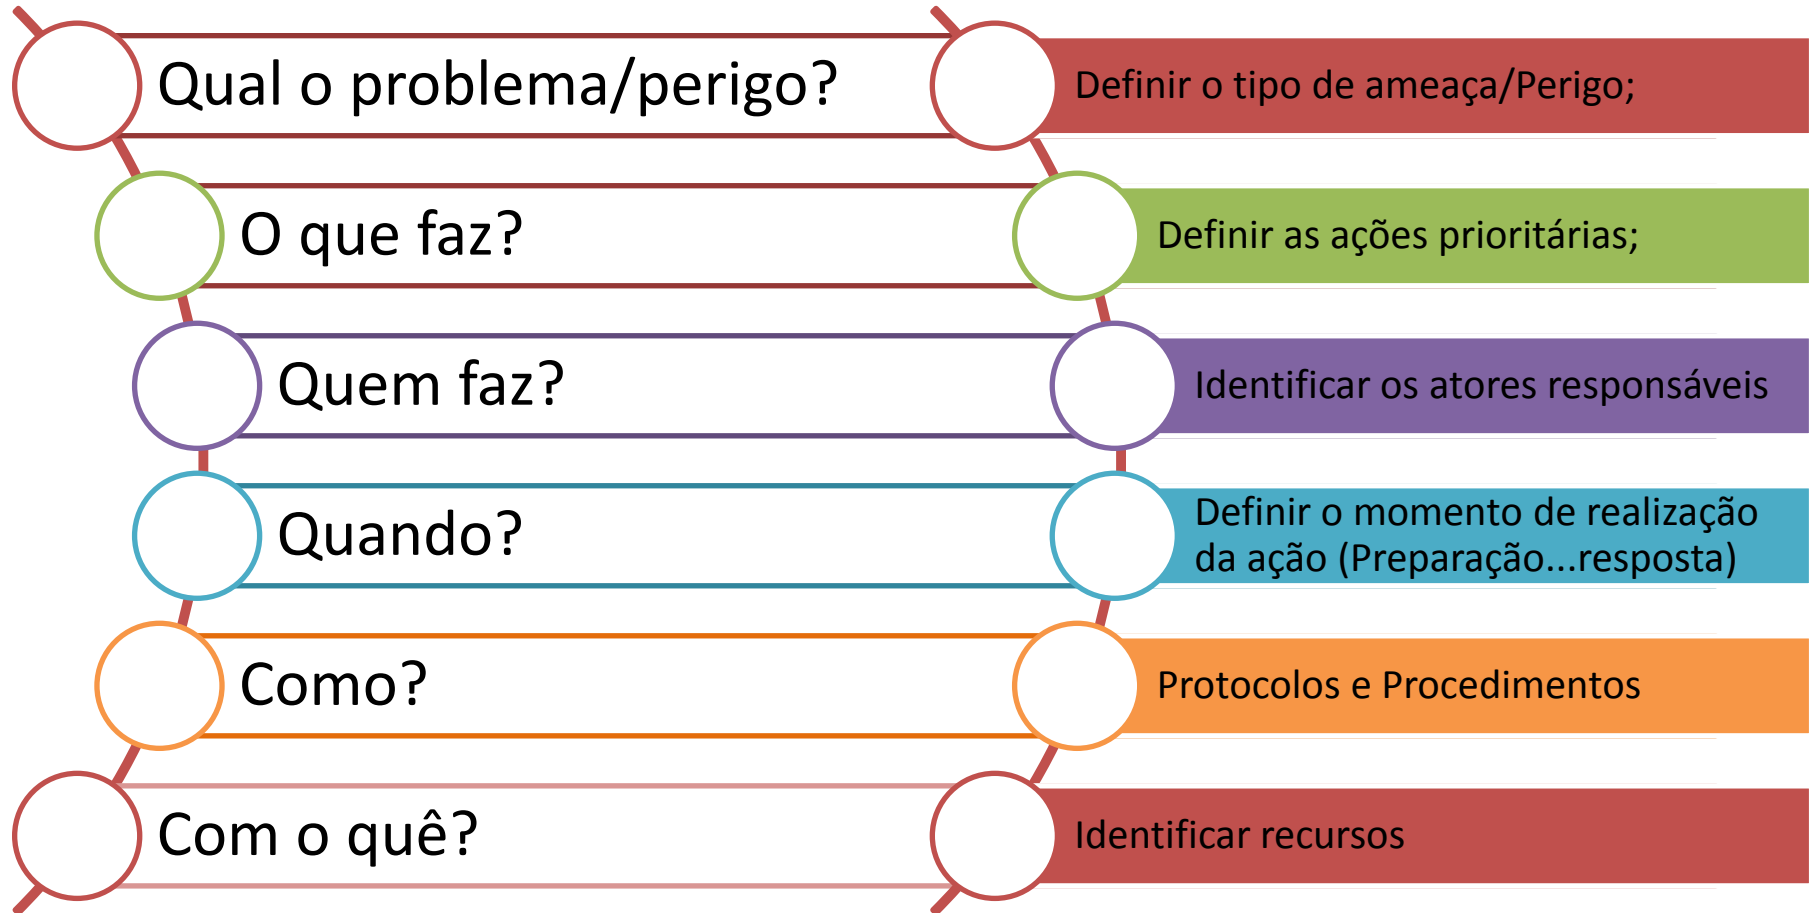 Qual o problema/perigo?
Definir o tipo de ameaça/Perigo;
O que faz?
Definir as ações prioritárias;
Quem faz?
Identificar os atores responsáveis
Quando?
Definir o momento de realização
da ação (Preparação...resposta)
Como?
Protocolos e Procedimentos
Com o quê?
Identificar recursos